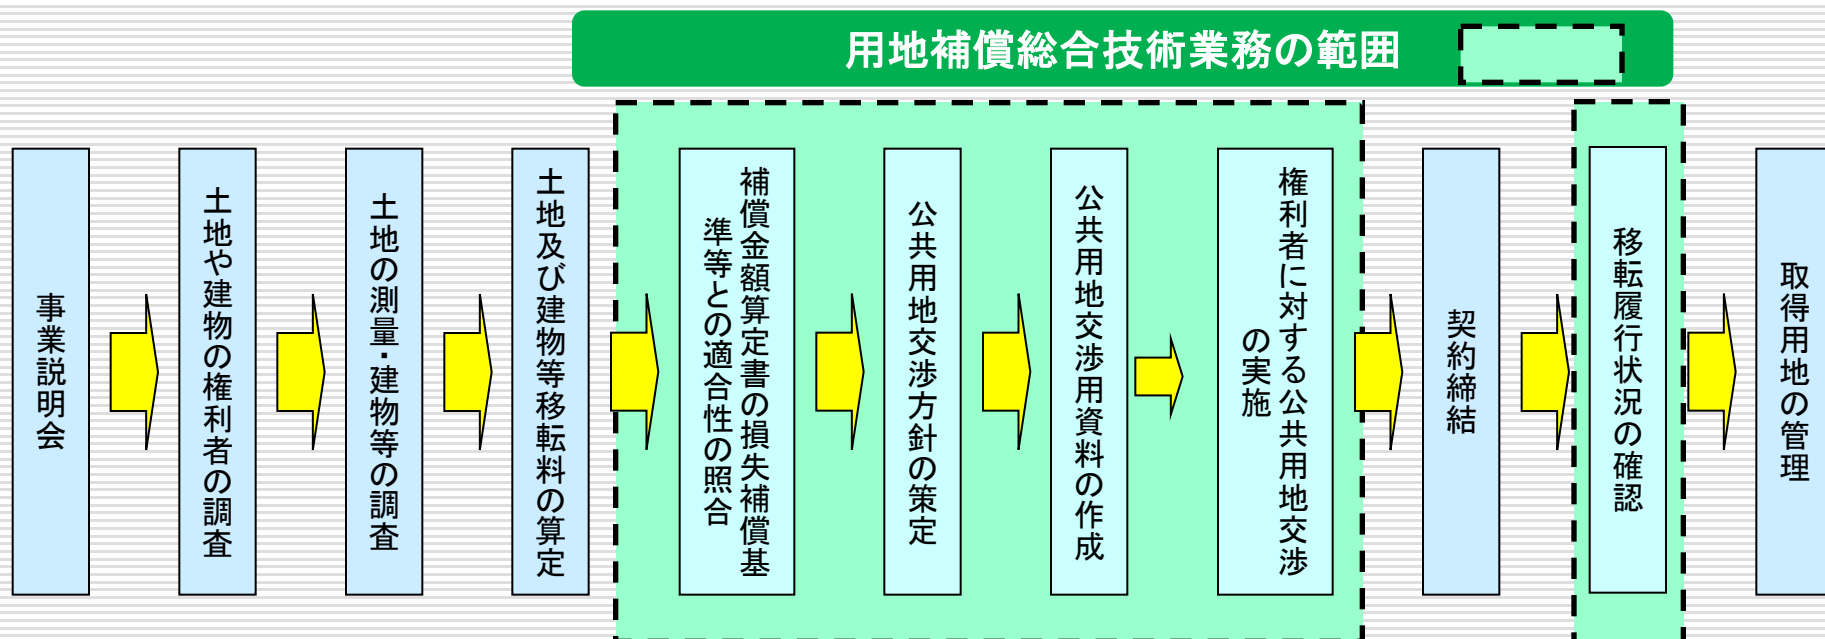 用地補償総合技術業務の範囲
事業説明会
土地や建物の権利者の調査
土地の測量・建物等の調査
土地及び建物等移転料の算定
補償金額算定書の損失補償基
準等との適合性の照合
公共用地交渉方針の策定
公共用地交渉用資料の作成
権利者に対する公共用地交渉
の実施
契約締結
移転履行状況の確認
取得用地の管理